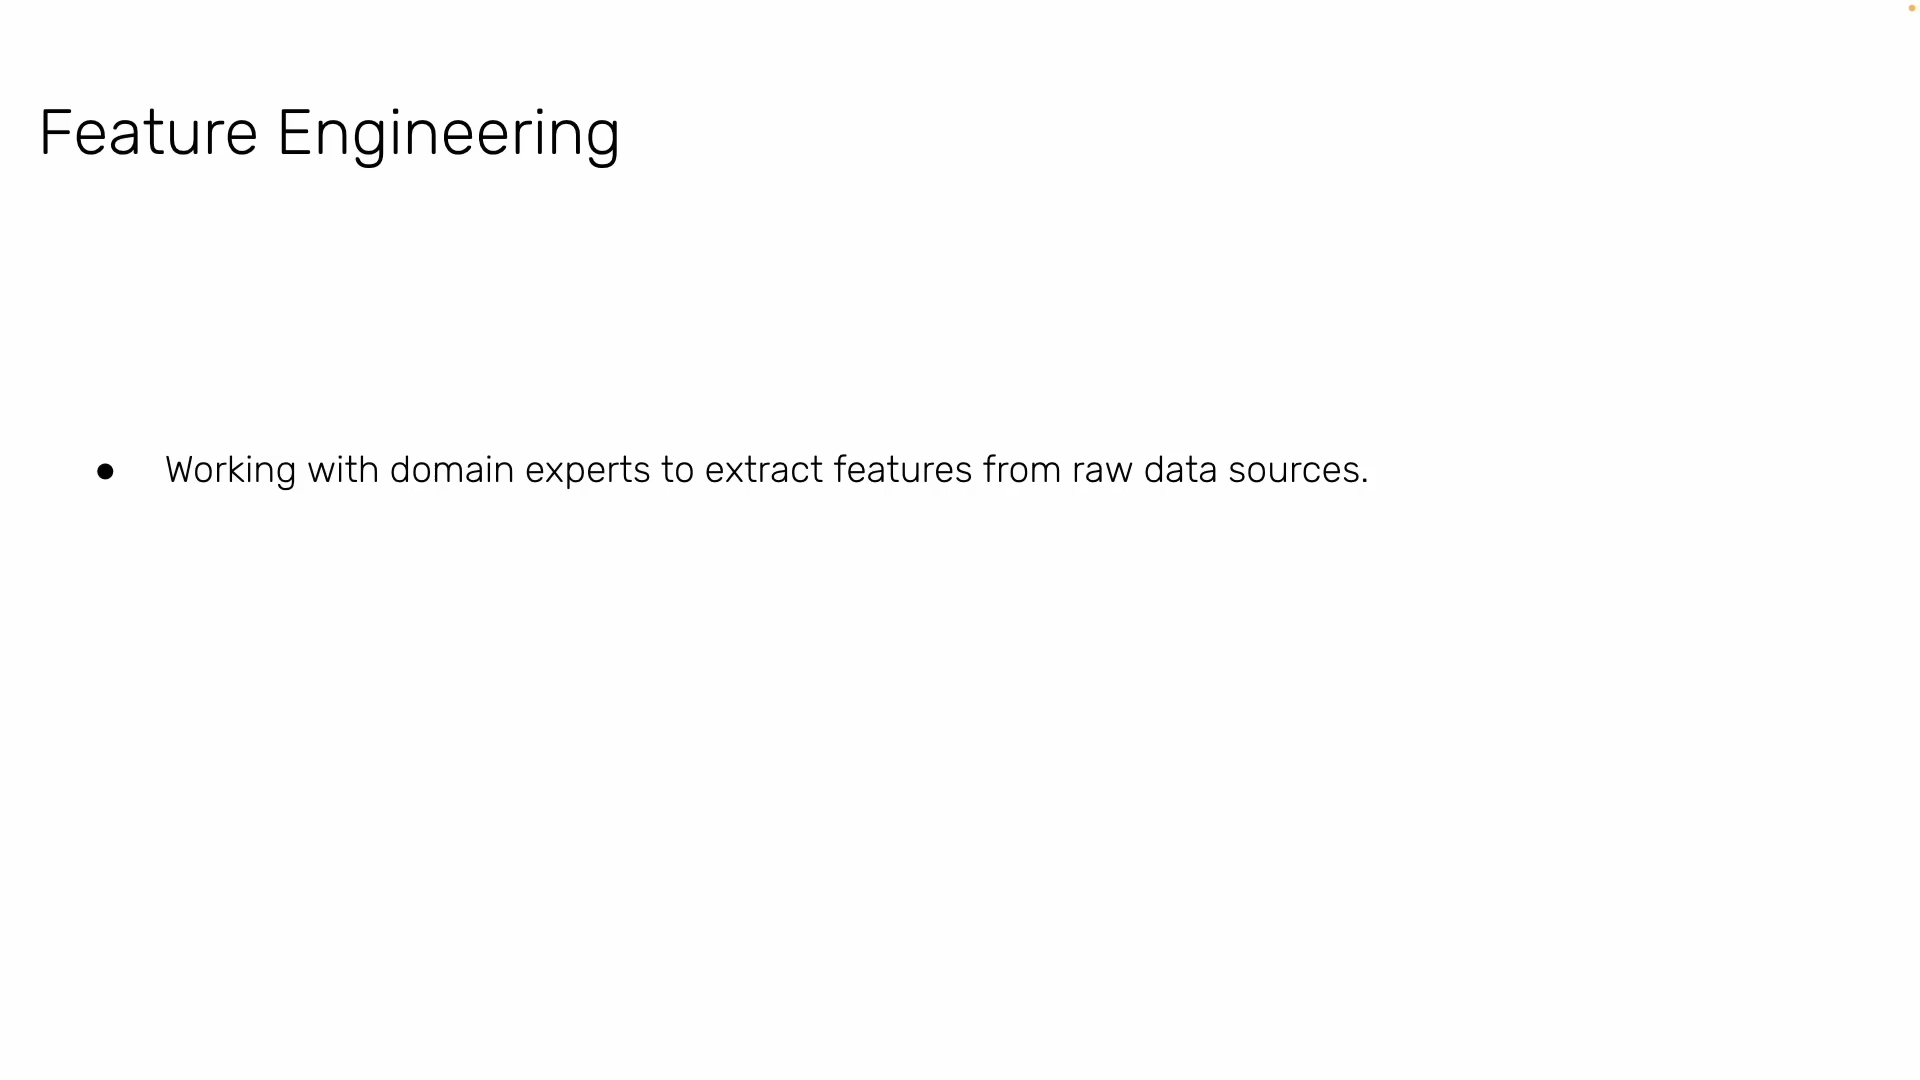 Feature Engineering
● Working with domain experts to extract features from raw data sources.